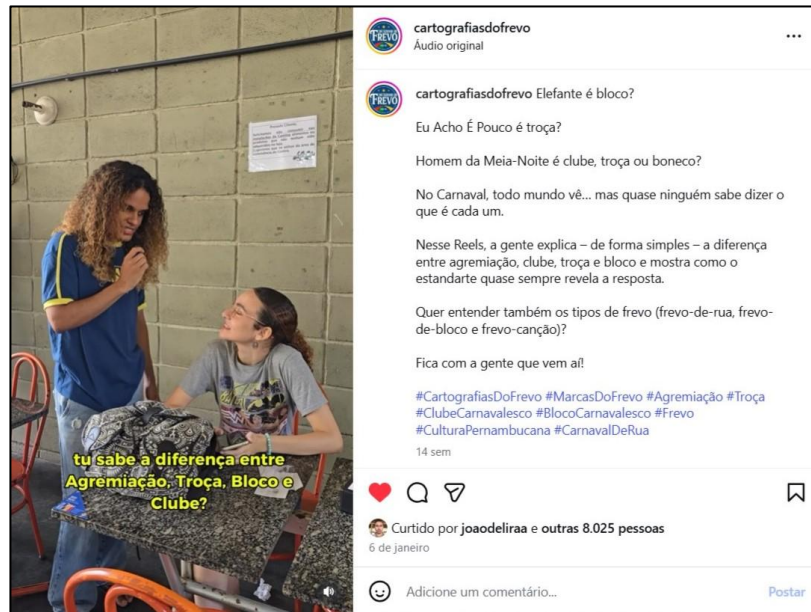 cartografiasdofrevo
Áudio original
FREVO
cartografiasdofrevo Elefante é bloco?
Eu Acho É Pouco é troça?
Homem da Meia-Noite é clube, troça ou boneco?
No Carnaval, todo mundo vê... mas quase ninguém sabe dizer o
que é cada um.
Nesse Reels, a gente explica – de forma simples – a diferença
entre agremiação, clube, troça e bloco e mostra como o
estandarte quase sempre revela a resposta.
Quer entender também os tipos de frevo (frevo-de-rua, frevo-
de-bloco e frevo-canção)?
Fica com a gente que vem aí!
#CartografiasDoFrevo #MarcasDoFrevo #Agremiação #Troça
#ClubeCarnavalesco #BlocoCarnavalesco #Frevo
#CulturaPernambucana #CarnavalDeRua
14 sem
Curtido por joaodeliraa e outras 8.025 pessoas
6 de janeiro
Adicione um comentário...
Postar
tu sabe a diferença entre
Agremiação, Troça, Bloco e
Clube?